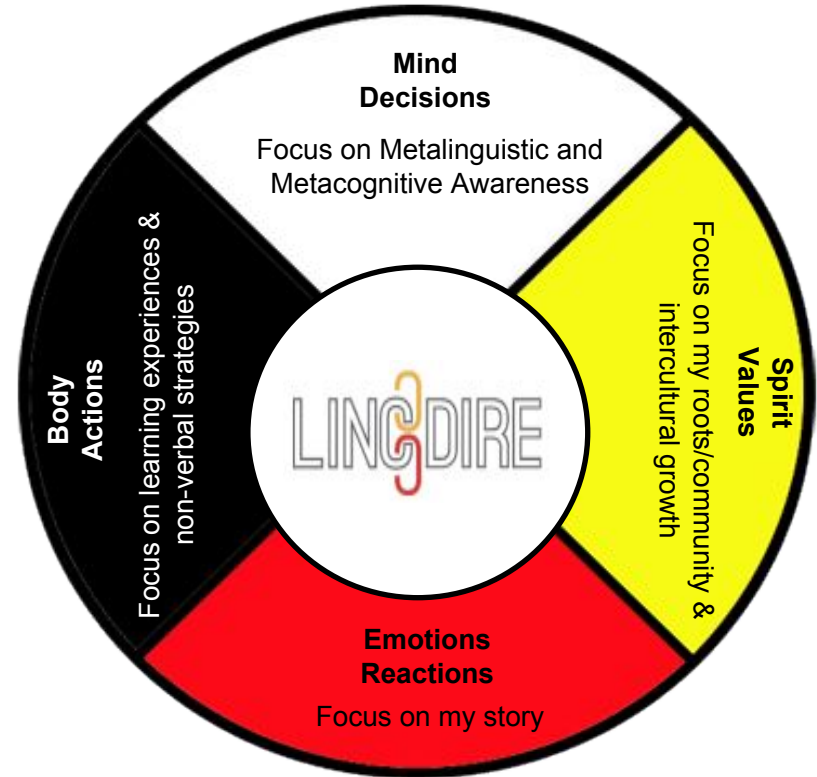 Mind
Decisions
Focus on Metalinguistic and
Metacognitive Awareness
Spirit
Values
Focus on my roots/community &
intercultural growth
Emotions
Reactions
Focus on my story
Body
Actions
Focus on learning experiences &
non-verbal strategies
LINCDIRE